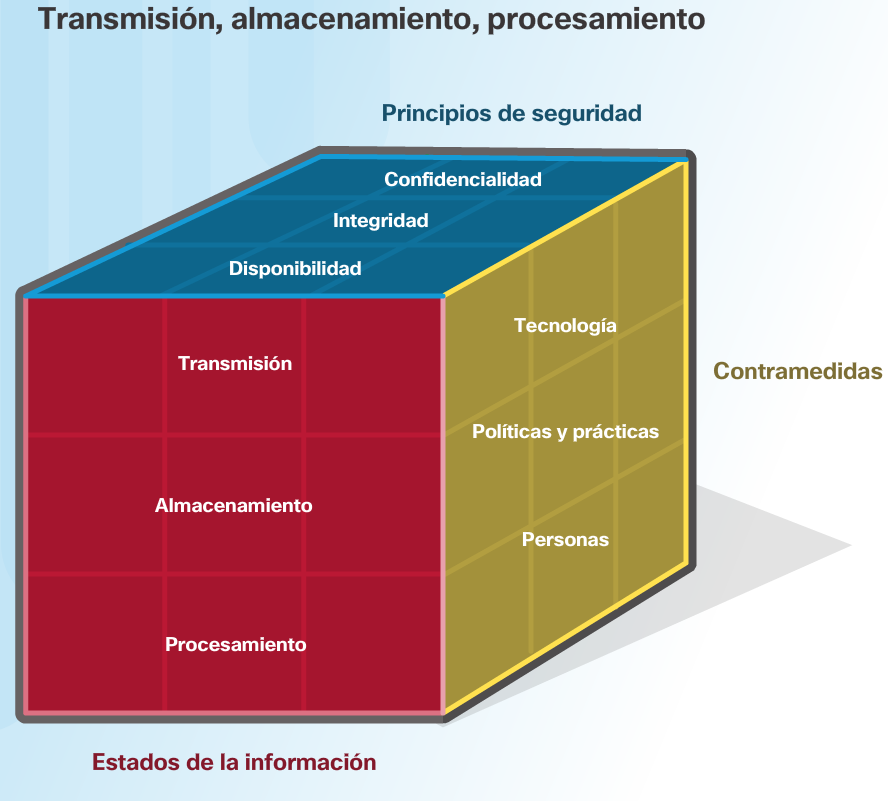 Transmisión, almacenamiento, procesamiento
Principios de seguridad
Confidencialidad
Integridad
Disponibilidad
Transmisión
Almacenamiento
Procesamiento
Tecnología
Políticas y prácticas
Personas
Contramedidas
Estados de la información